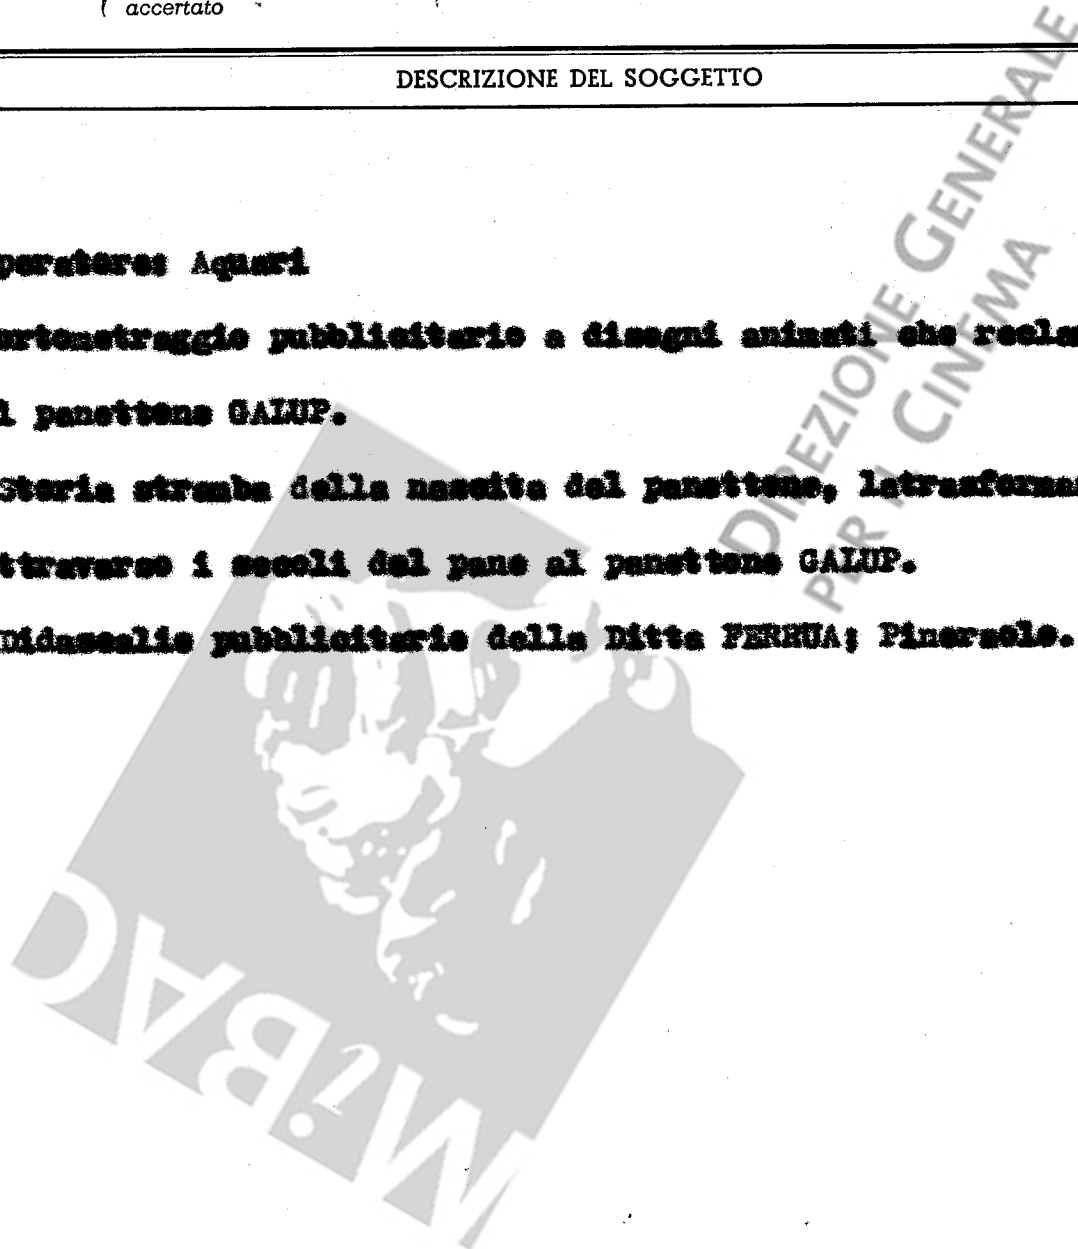 ( accertato
DESCRIZIONE DEL SOGGETTO
peratore: Aquari
ortometraggio pubblicitario a disegni animati che recla
l panettone GALUP.
Storia stramba della nascita del panettone, latrasforma
ttraverso i secoli dal pane al panettone GALUP.
Didascalie pubblicitarie della Ditta FERRUA; Pinerolo.
DIREZIONE GENERALE
PER IL CINEMA
MiBAC